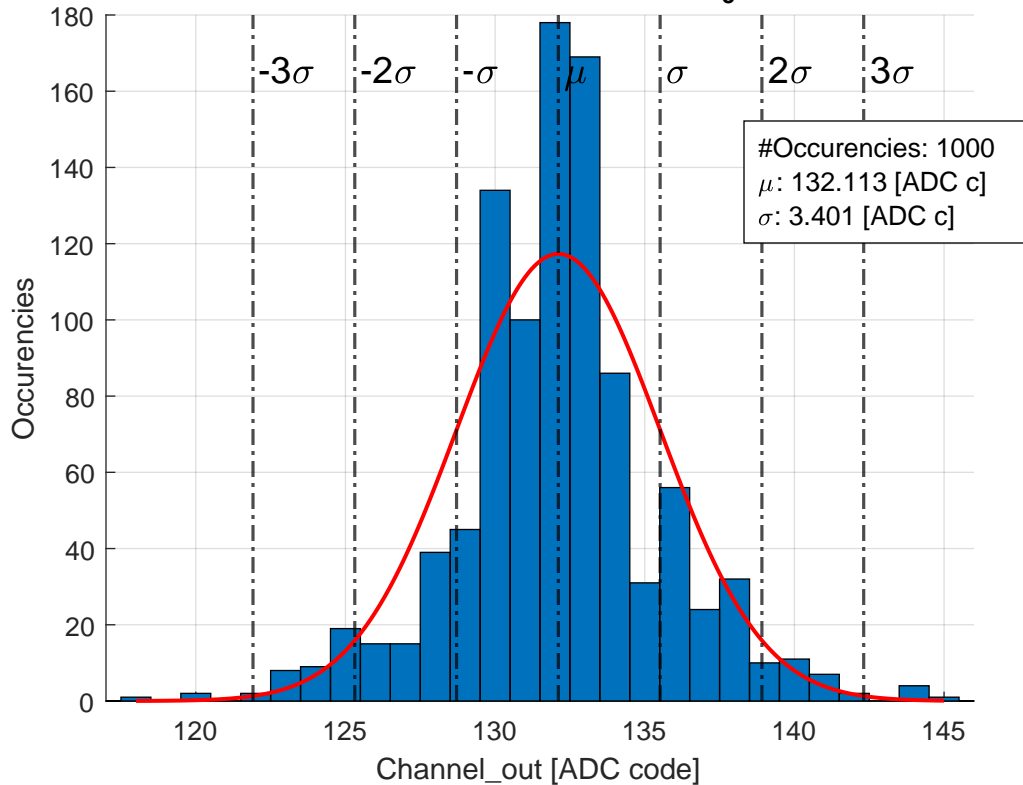 180
160
140
120
100
80
60
40
20
0
Occurencies
-3σ -2σ -σ μ σ 2σ 3σ
#Occurencies: 1000
μ: 132.113 [ADC c]
σ: 3.401 [ADC c]
120 125 130 135 140 145
Channel_out [ADC code]